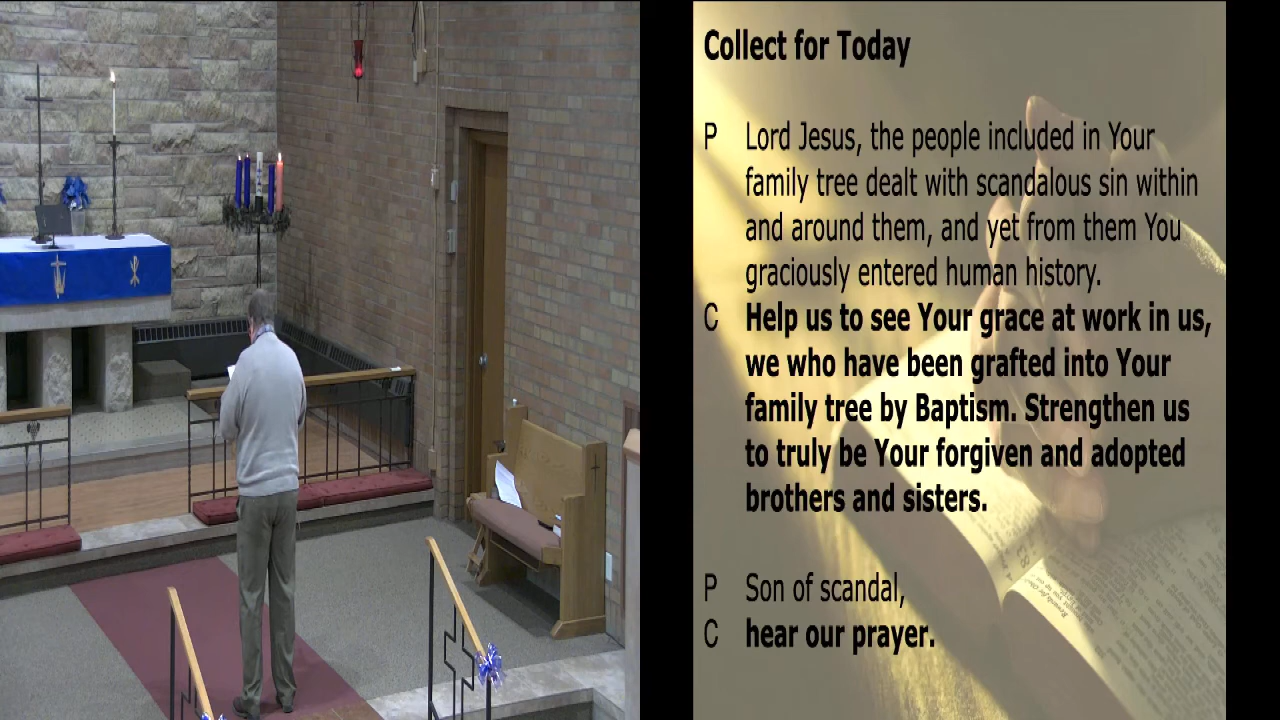 Collect for Today
P Lord Jesus, the people included in Your
family tree dealt with scandalous sin within
and around them, and yet from them You
graciously entered human history.
C Help us to see Your grace at work in us,
we who have been grafted into Your
family tree by Baptism. Strengthen us
to truly be Your forgiven and adopted
brothers and sisters.
P Son of scandal,
C hear our prayer.